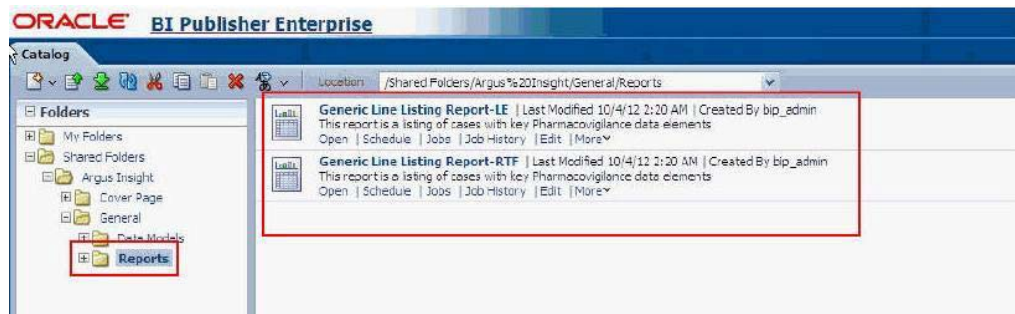 ORACLE BI Publisher Enterprise
Catalog
Location /Shared Folders/Argus%20Insight/General/Reports
Folders
My Folders
Shared Folders
Argus Insight
Cover Page
General
Data Models
Reports
Generic Line Listing Report-LE | Last Modified 10/4/12 2:20 AM | Created By bip_admin
This report is a listing of cases with key Pharmacovigilance data elements
Open | Schedule | Jobs | Job History | Edit | More
Generic Line Listing Report-RTF | Last Modified 10/4/12 2:20 AM | Created By bip_admin
This report is a listing of cases with key Pharmacovigilance data elements
Open | Schedule | Jobs | Job History | Edit | More